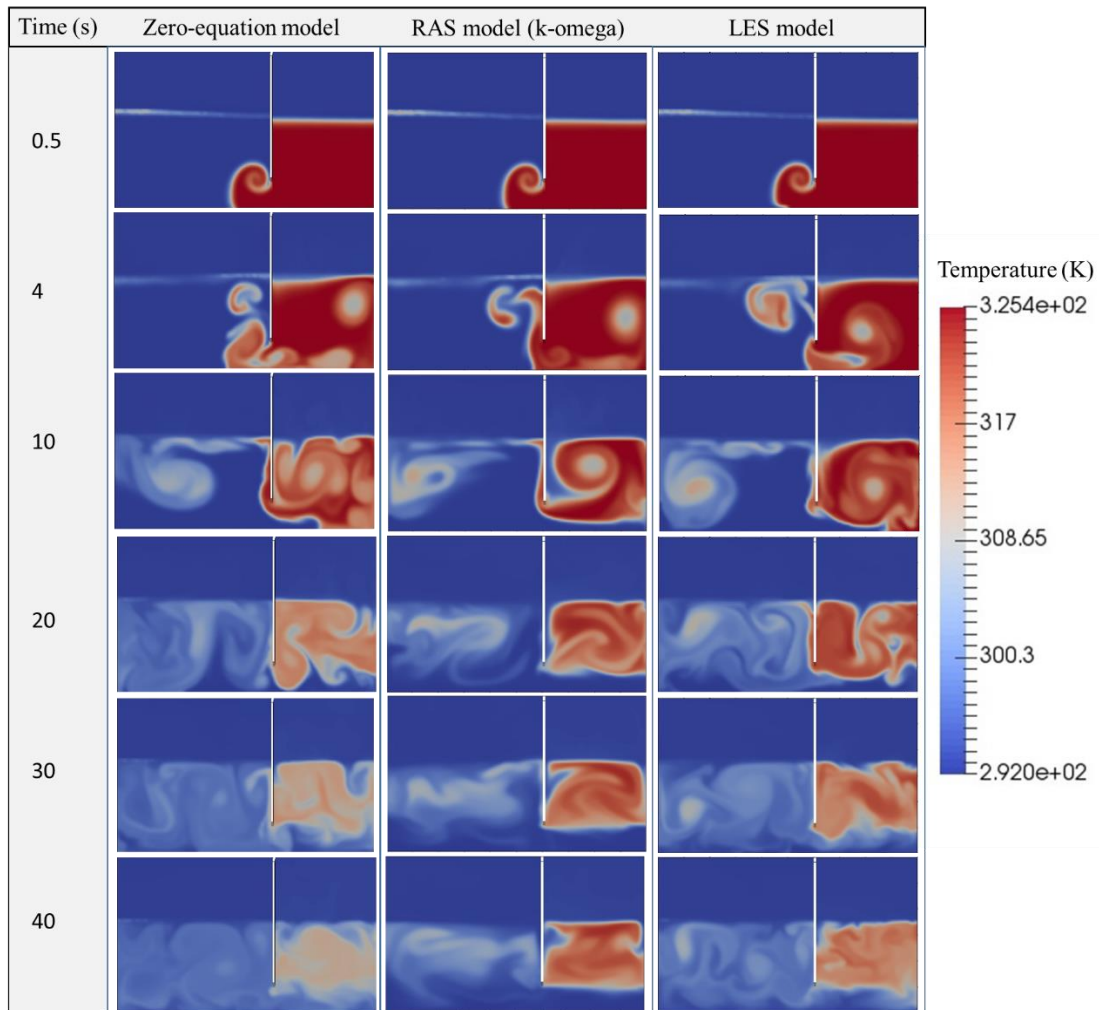 Time (s) Zero-equation model RAS model (k-omega) LES model
0.5
4
Temperature (K)
3.254e+02
10
317
308.65
20
300.3
30
2.920e+02
40